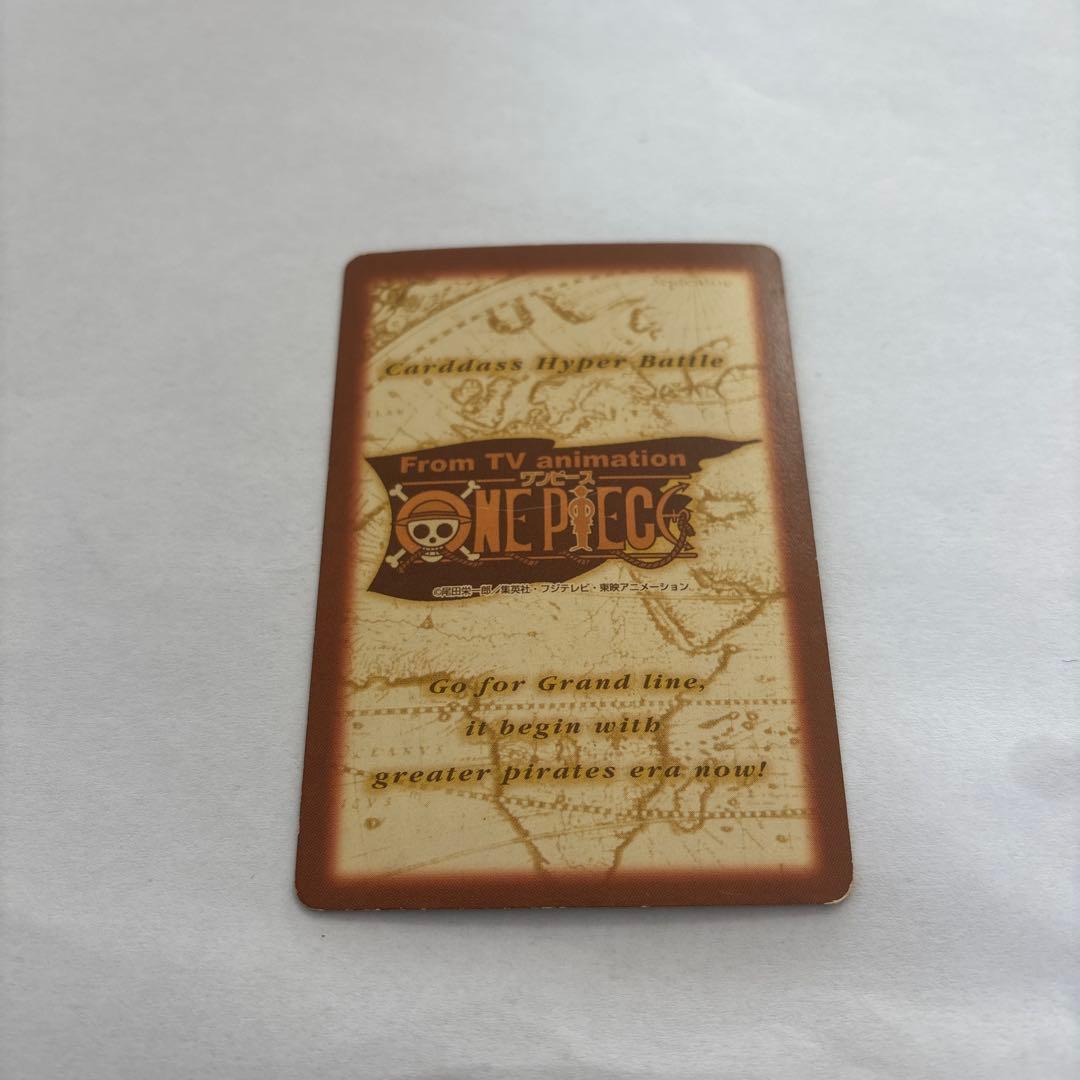 Septentrio
Carddass Hyper Battle
From TV animation
ワンピース
ONE PIECE
©尾田栄一郎/集英社・フジテレビ・東映アニメーション
Go for Grand line,
it begin with
greater pirates era now!